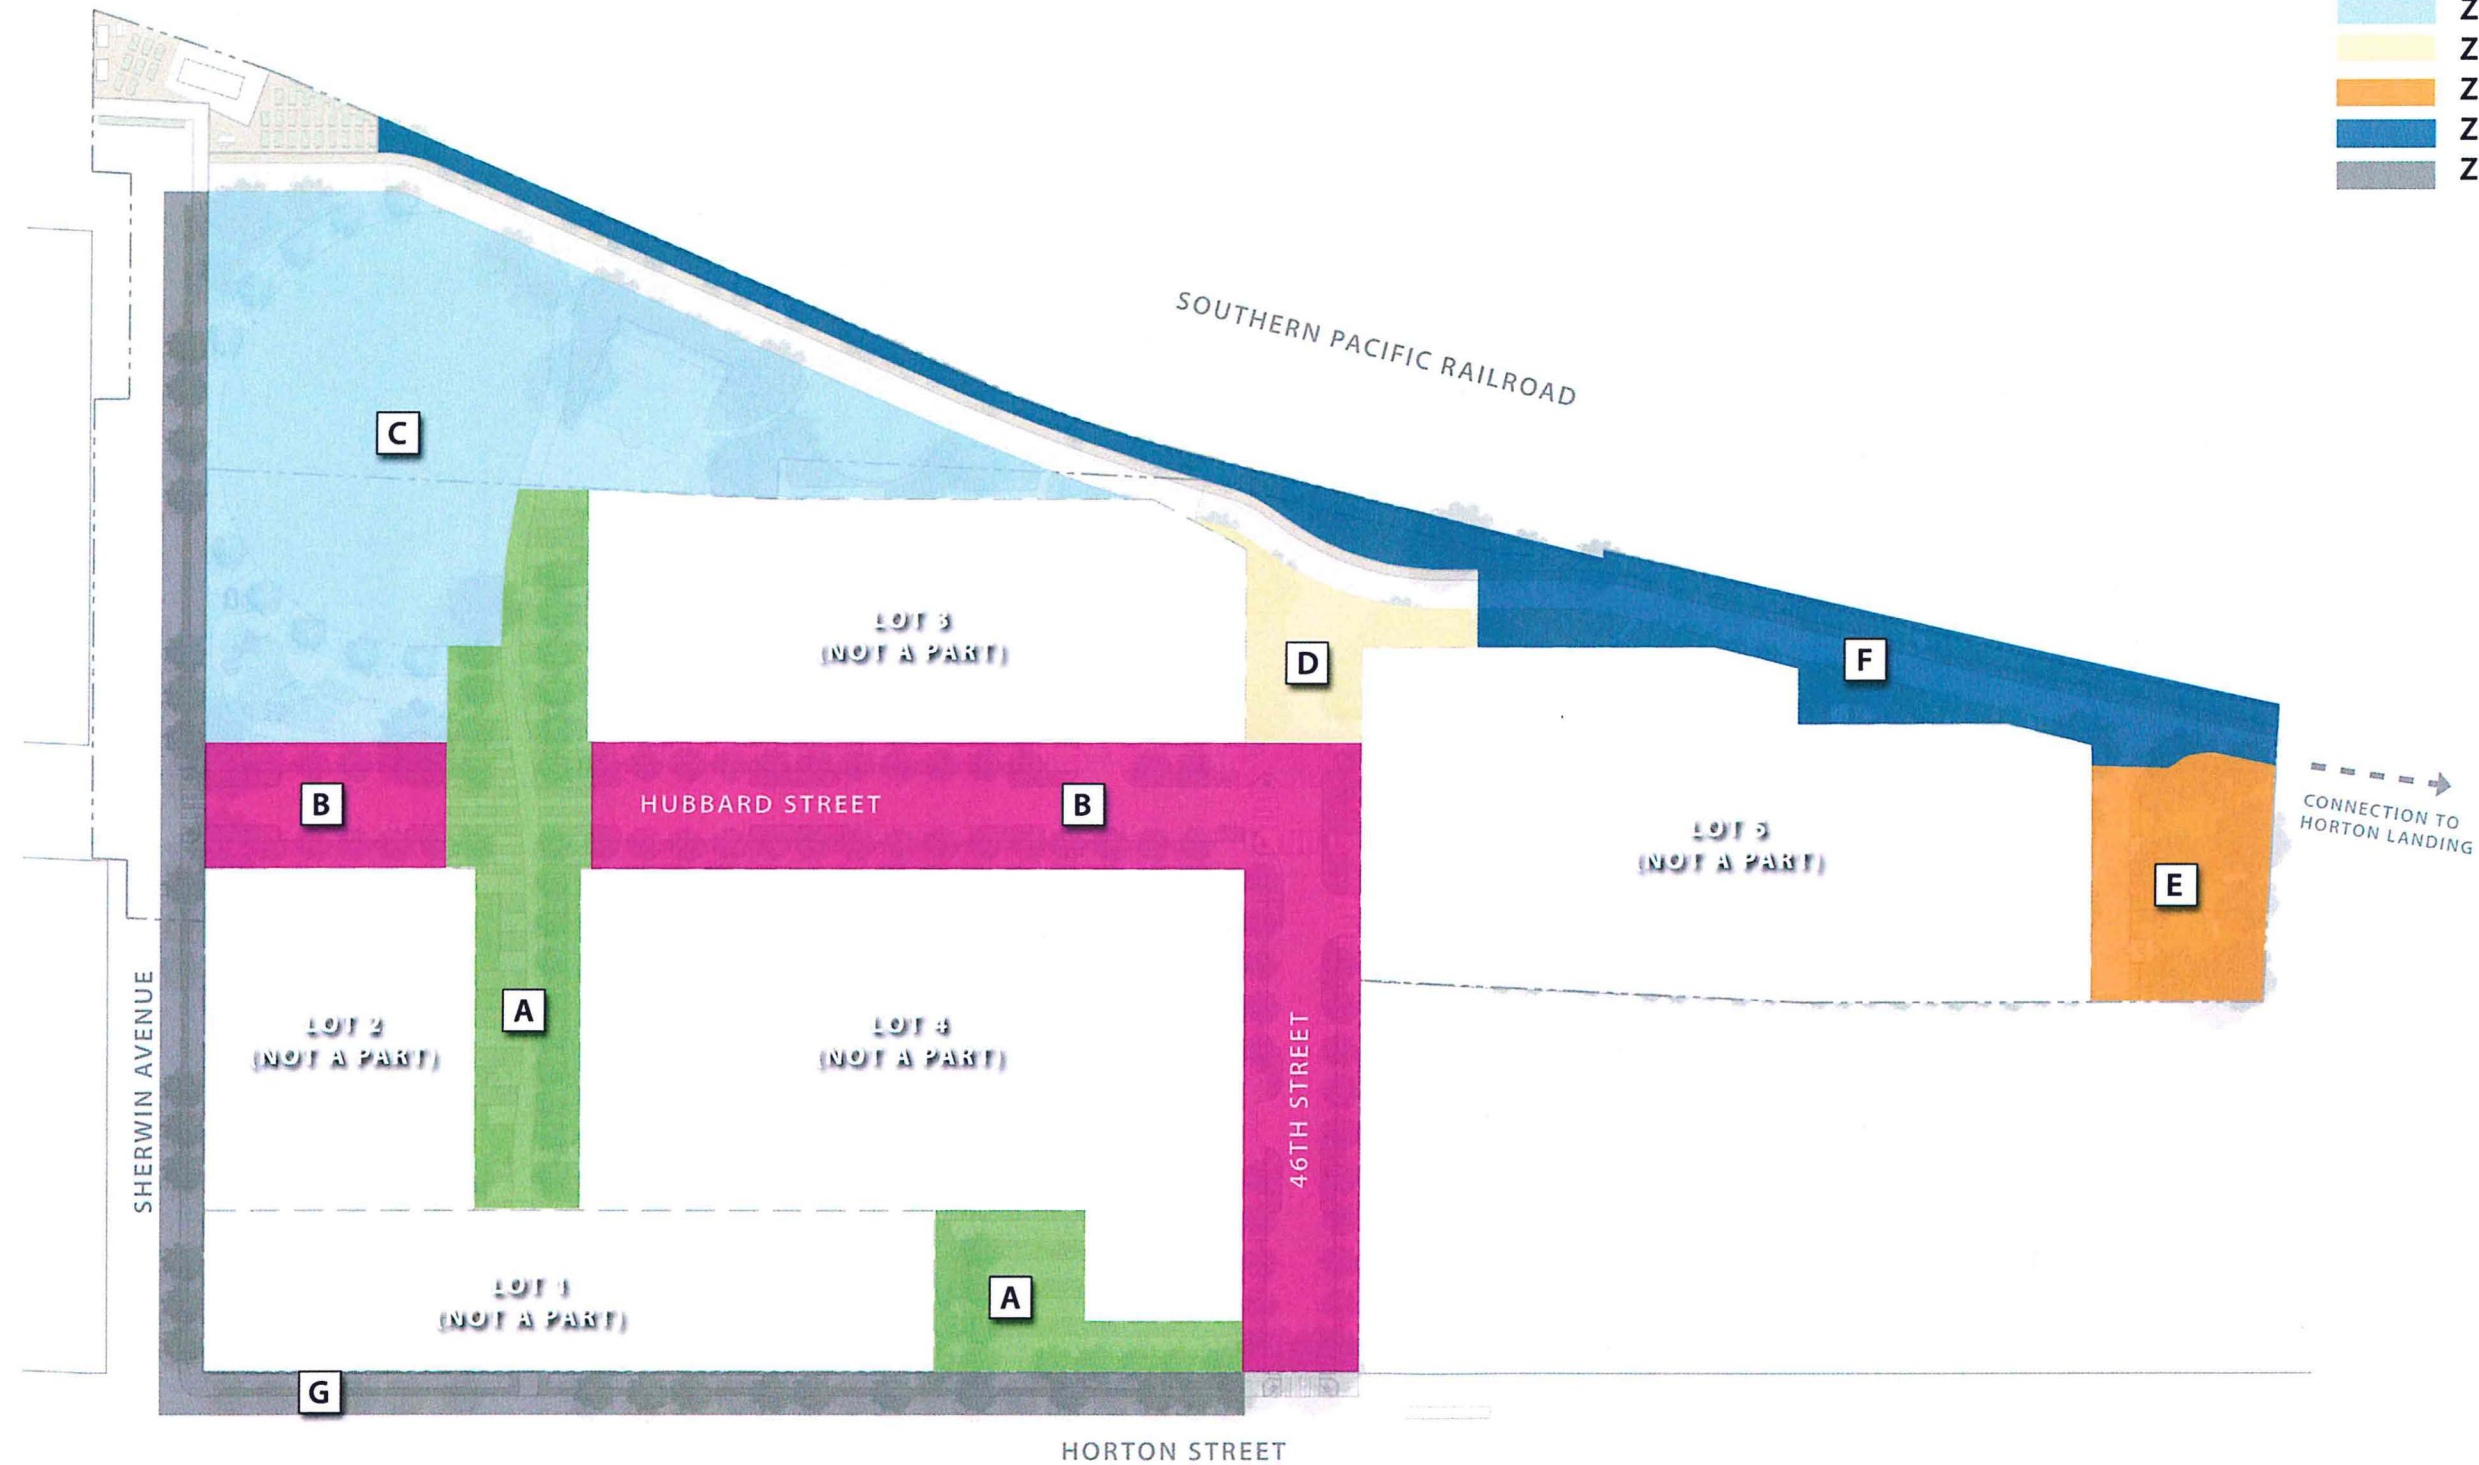 Z
Z
Z
Z
Z
SOUTHERN PACIFIC RAILROAD
C
LOT 3
(NOT A PART)
D
F
B
HUBBARD STREET
B
CONNECTION TO
HORTON LANDING
LOT 5
(NOT A PART)
E
SHERWIN AVENUE
A
LOT 2
(NOT A PART)
LOT 4
(NOT A PART)
46TH STREET
LOT 1
(NOT A PART)
A
G
HORTON STREET